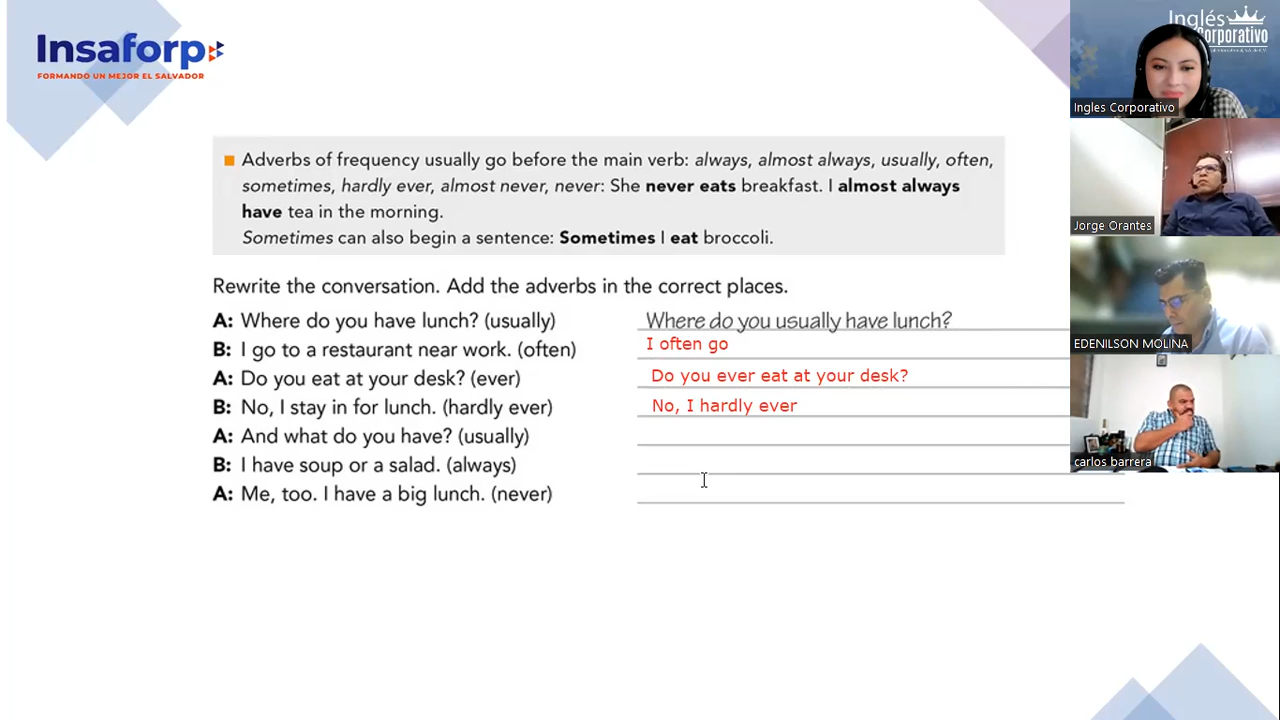 Insaforp
FORMANDO UN MEJOR EL SALVADOR
Inglés
Corporativo
Ingles Corporativo
Jorge Orantes
EDENILSON MOLINA
carlos barrera
Adverbs of frequency usually go before the main verb: always, almost always, usually, often,
sometimes, hardly ever, almost never, never: She never eats breakfast. I almost always
have tea in the morning.
Sometimes can also begin a sentence: Sometimes I eat broccoli.
Rewrite the conversation. Add the adverbs in the correct places.
A: Where do you have lunch? (usually) Where do you usually have lunch?
B: I go to a restaurant near work. (often) I often go
A: Do you eat at your desk? (ever) Do you ever eat at your desk?
B: No, I stay in for lunch. (hardly ever) No, I hardly ever
A: And what do you have? (usually)
B: I have soup or a salad. (always)
A: Me, too. I have a big lunch. (never)